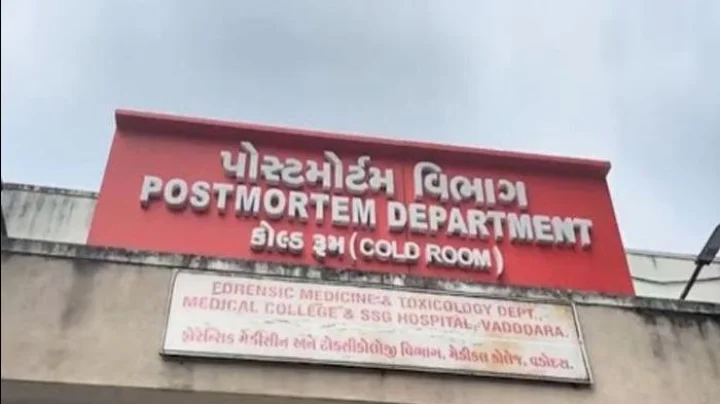 પોસ્ટમોર્ટમ વિભાગ
POSTMORTEM DEPARTMENT
કોલ્ડ રૂમ (COLD ROOM)
FORENSIC MEDICINE & TOXICOLOGY DEPT.,
MEDICAL COLLEGE & SSG HOSPITAL, VADODARA.
ફોરેન્સિક મેડીસીન અને ટોકસીકોલોજી વિભાગ, મેડીકલ કોલેજ, વડોદરા.